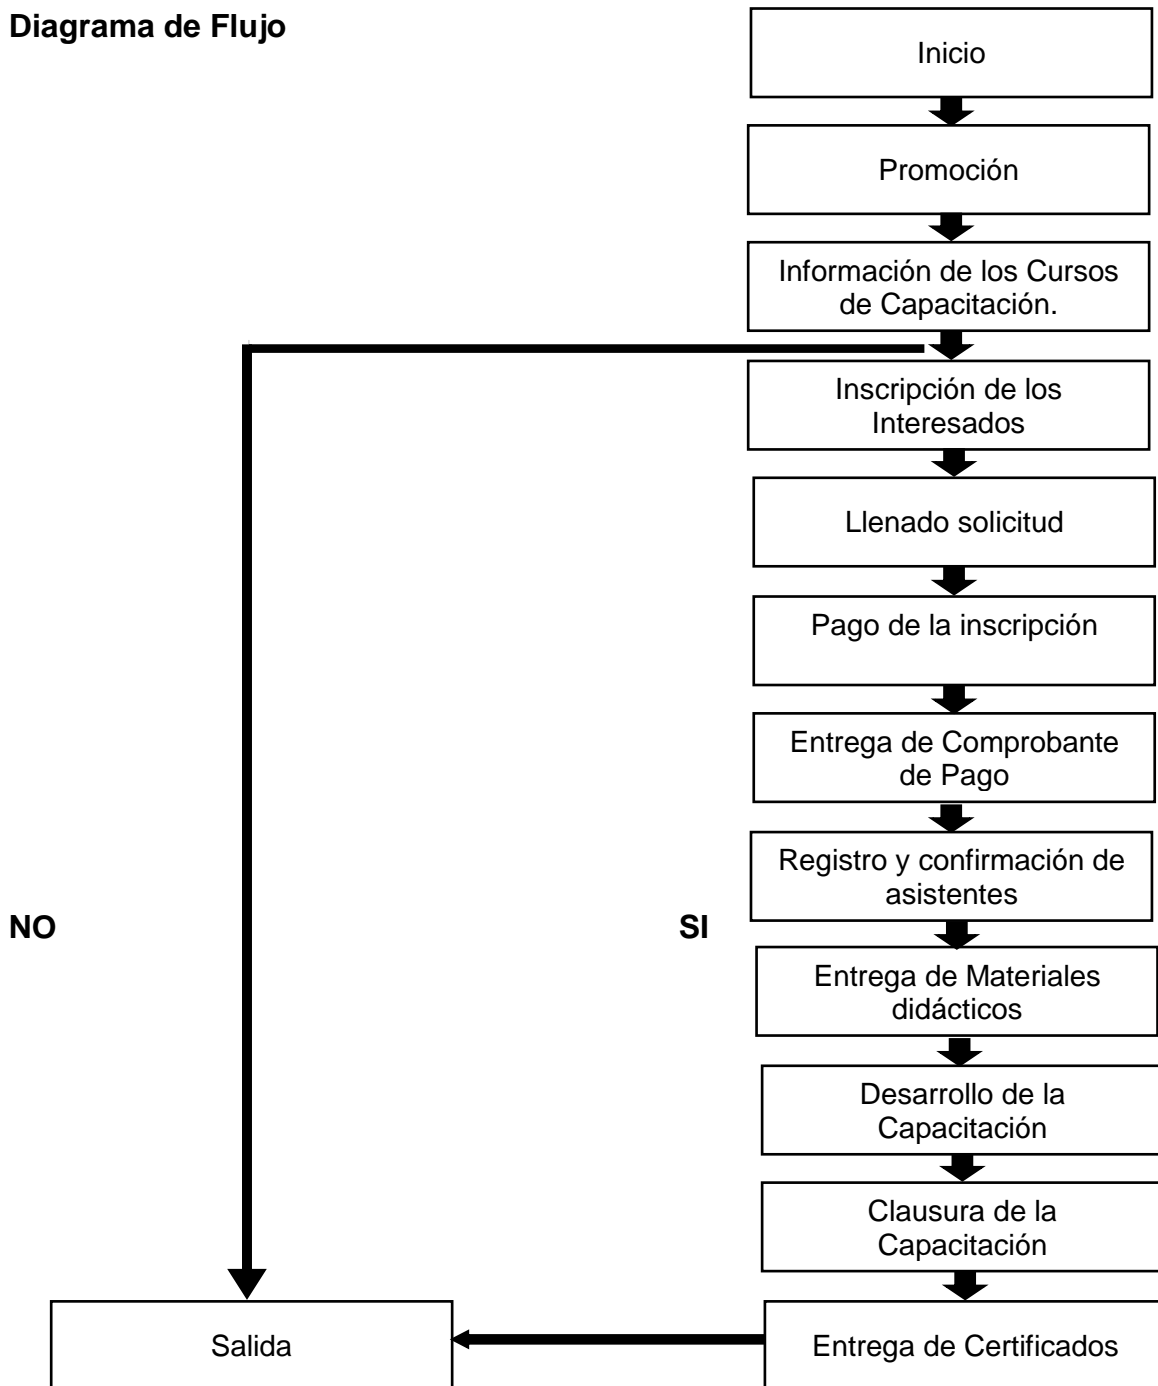 Diagrama de Flujo
Inicio
Promoción
Información de los Cursos
de Capacitación.
Inscripción de los
Interesados
Llenado solicitud
Pago de la inscripción
Entrega de Comprobante
de Pago
Registro y confirmación de
asistentes
NO
SI
Entrega de Materiales
didácticos
Desarrollo de la
Capacitación
Clausura de la
Capacitación
Salida
Entrega de Certificados